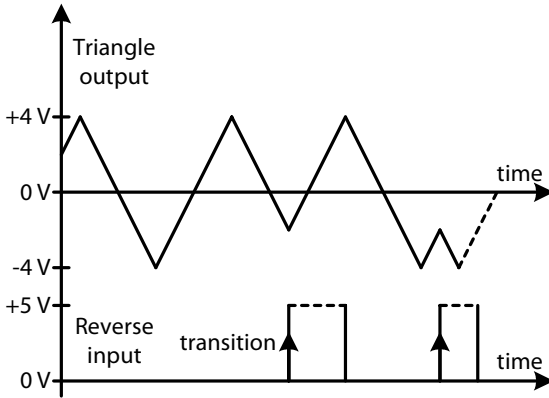 Triangle
output
+4 V
0 V
time
-4 V
+5 V
Reverse
input
transition
time
0 V